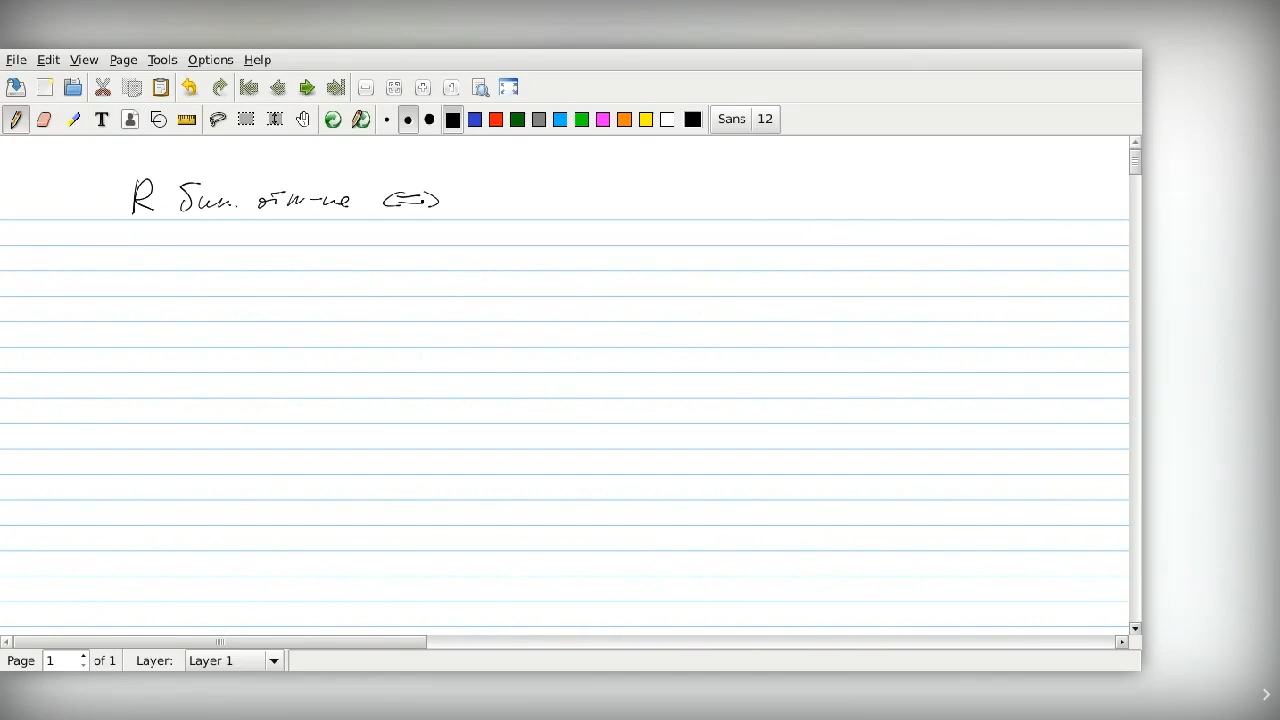 File Edit View Page Tools Options Help
Sans 12
R бин. отн-ие ⇔
Page 1 of 1 Layer: Layer 1